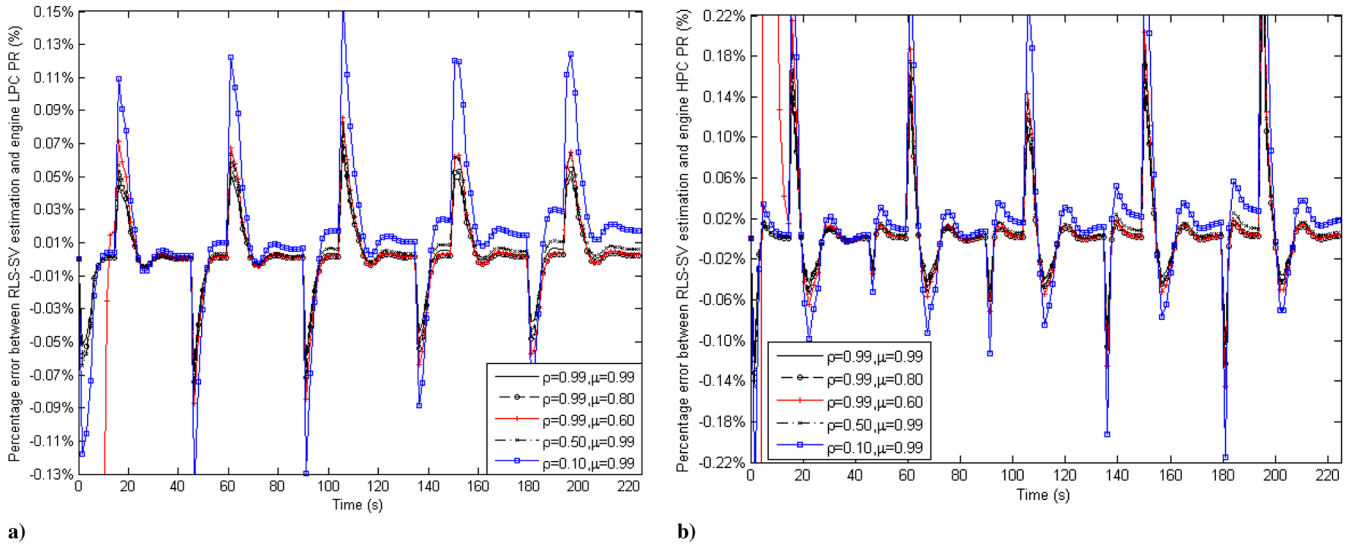 Percentage error between RLS-SV estimation and engine LPC PR (%)
0.15%
0.13%
0.11%
0.09%
0.07%
0.05%
0.03%
0.01%
-0.01%
-0.03%
-0.05%
-0.07%
-0.09%
-0.11%
-0.13%
ρ=0.99,μ=0.99
ρ=0.99,μ=0.80
ρ=0.99,μ=0.60
ρ=0.50,μ=0.99
ρ=0.10,μ=0.99
0 20 40 60 80 100 120 140 160 180 200 220
Time (s)
a)
Percentage error between RLS-SV estimation and engine HPC PR (%)
0.22%
0.18%
0.14%
0.10%
0.06%
0.02%
-0.02%
-0.06%
-0.10%
-0.14%
-0.18%
-0.22%
ρ=0.99,μ=0.99
ρ=0.99,μ=0.80
ρ=0.99,μ=0.60
ρ=0.50,μ=0.99
ρ=0.10,μ=0.99
0 20 40 60 80 100 120 140 160 180 200 220
Time (s)
b)